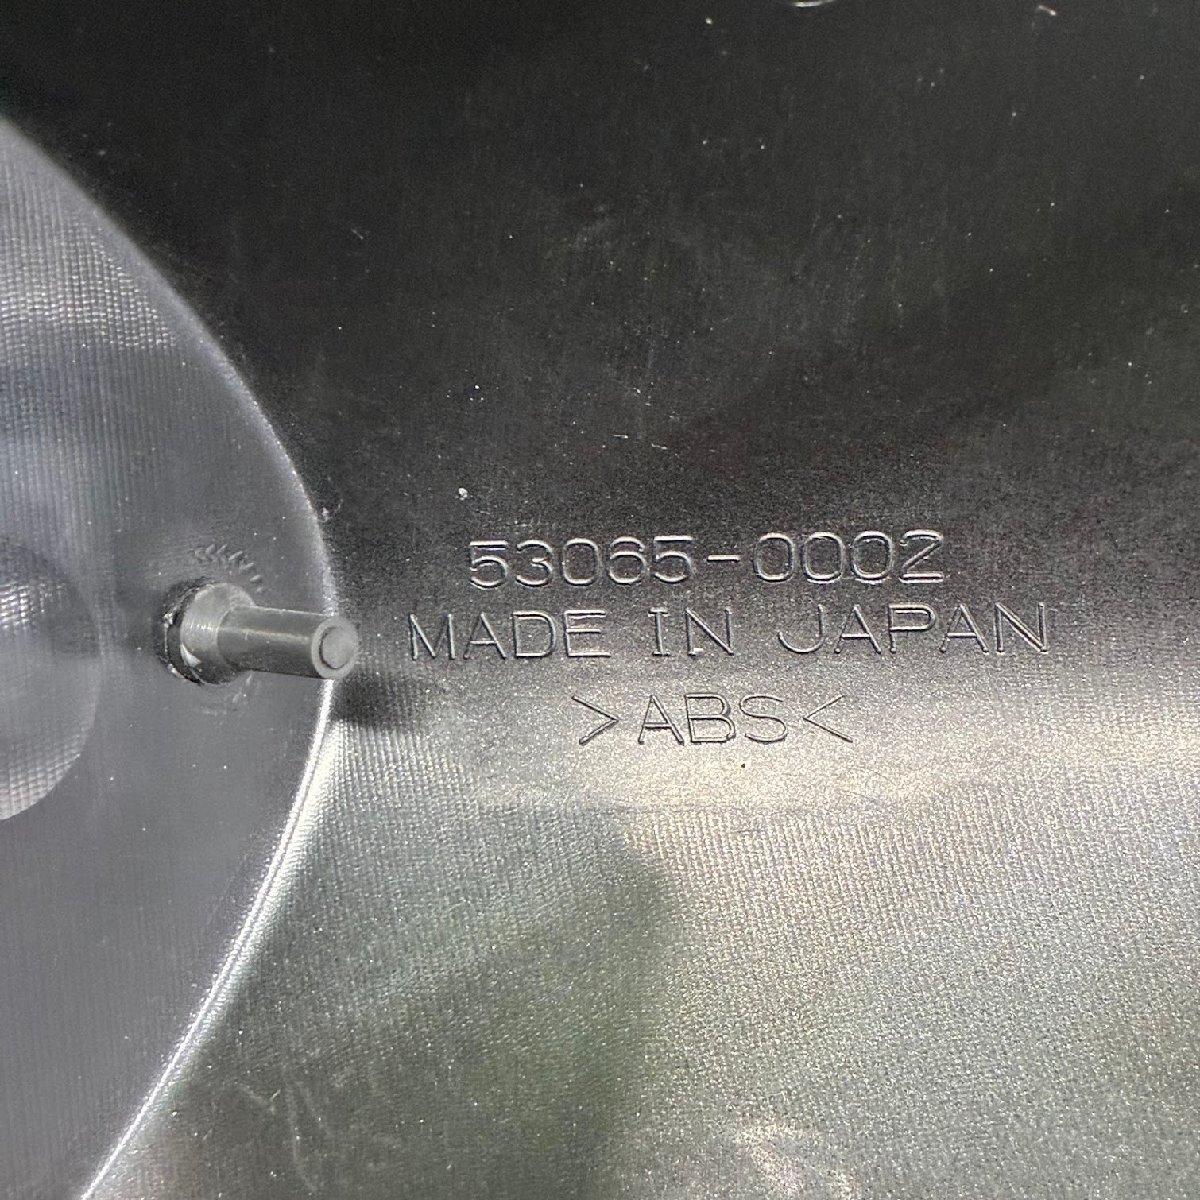 53065-0002
MADE IN JAPAN
>ABS<